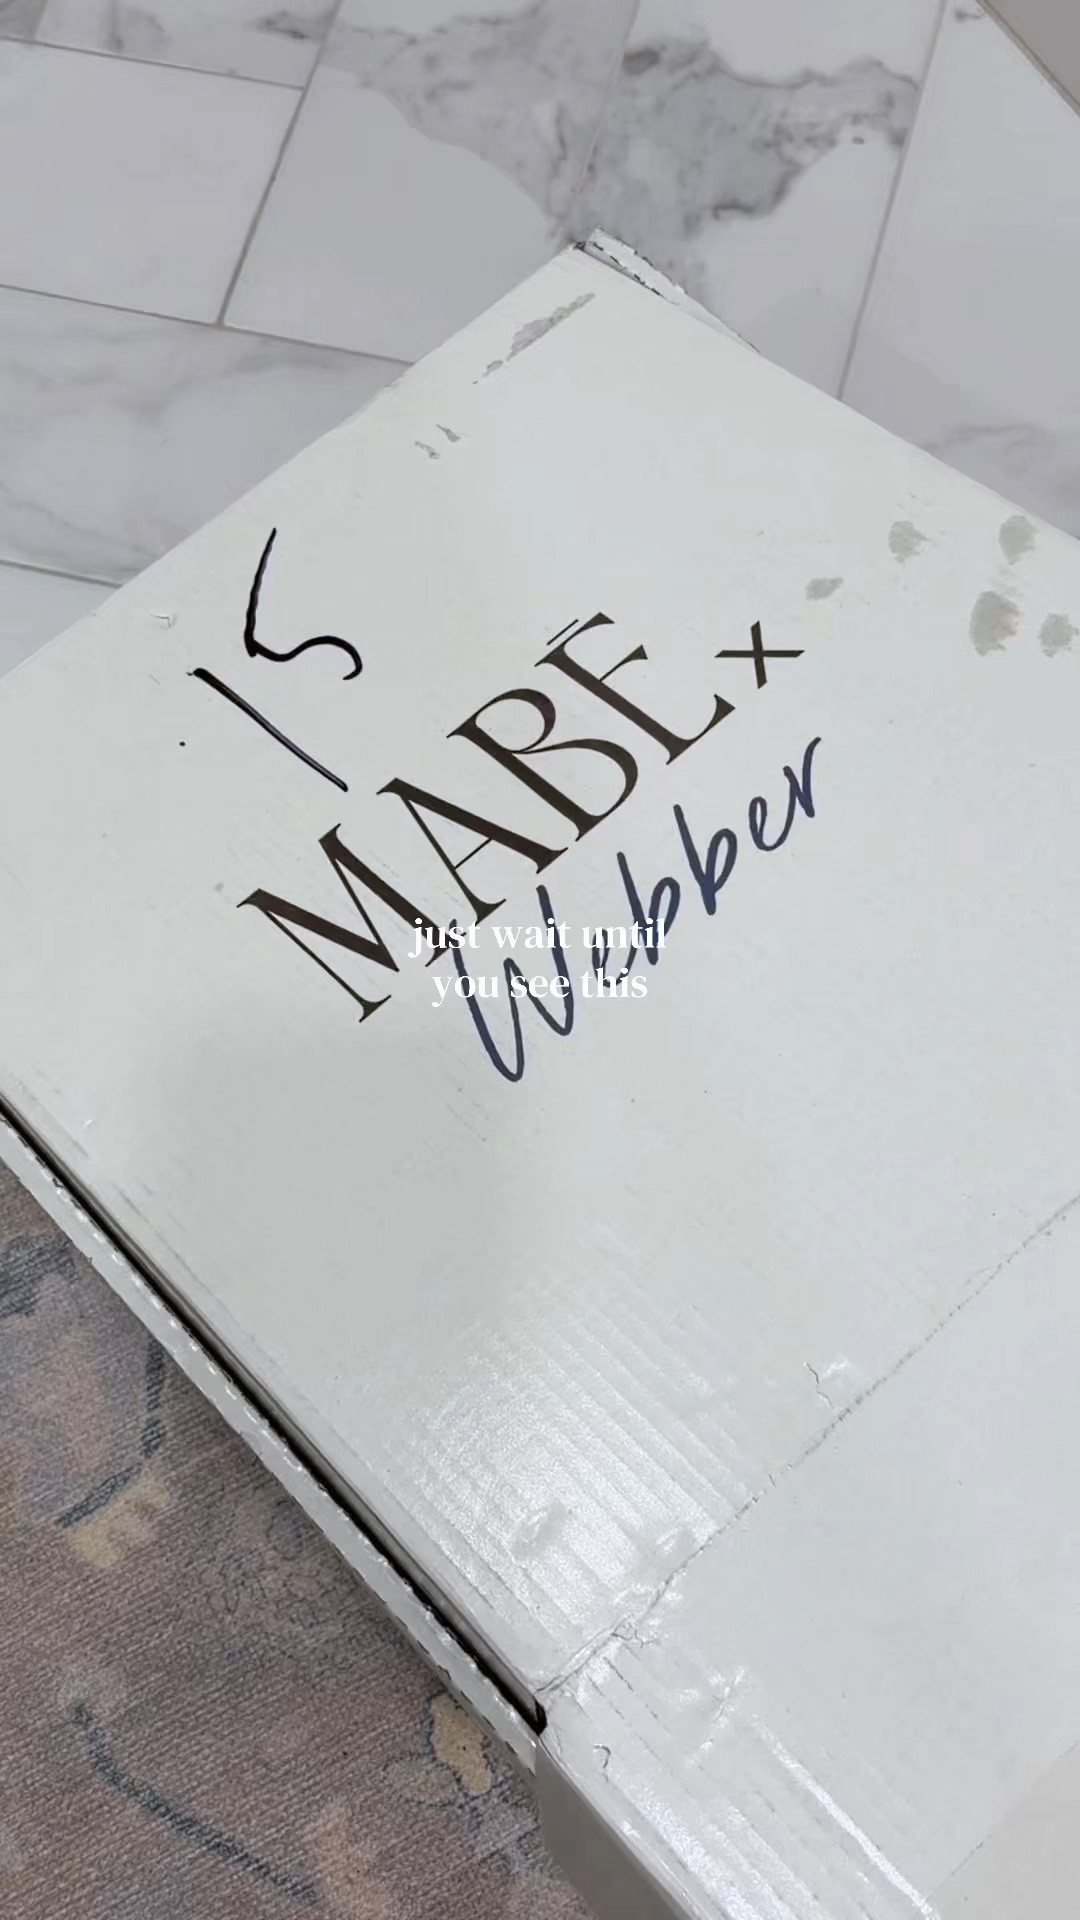 15
MABĒ x
Webber
just wait until
you see this